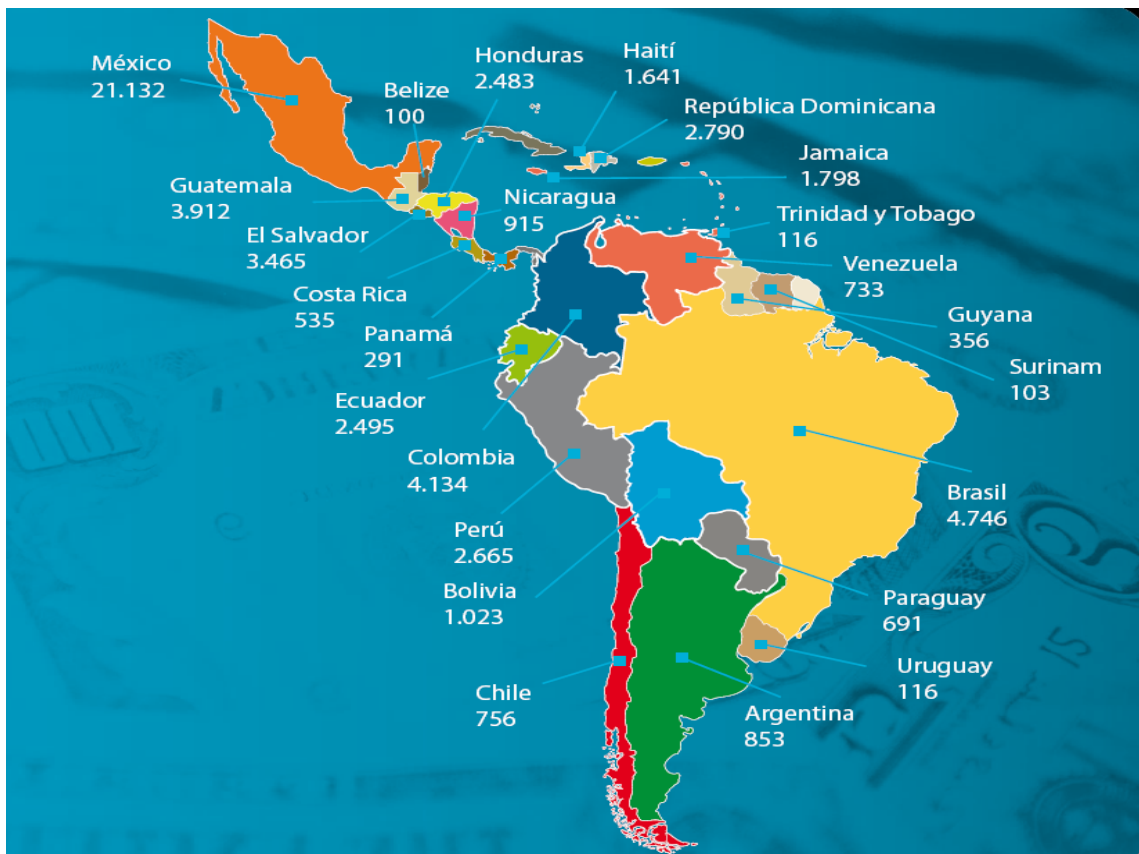 México
21.132
Belize
100
Honduras
2.483
Haití
1.641
República Dominicana
2.790
Jamaica
1.798
Guatemala
3.912
Nicaragua
915
Trinidad y Tobago
116
El Salvador
3.465
Venezuela
733
Costa Rica
535
Guyana
356
Panamá
291
Surinam
103
Ecuador
2.495
Colombia
4.134
Brasil
4.746
Perú
2.665
Bolivia
1.023
Paraguay
691
Uruguay
116
Chile
756
Argentina
853